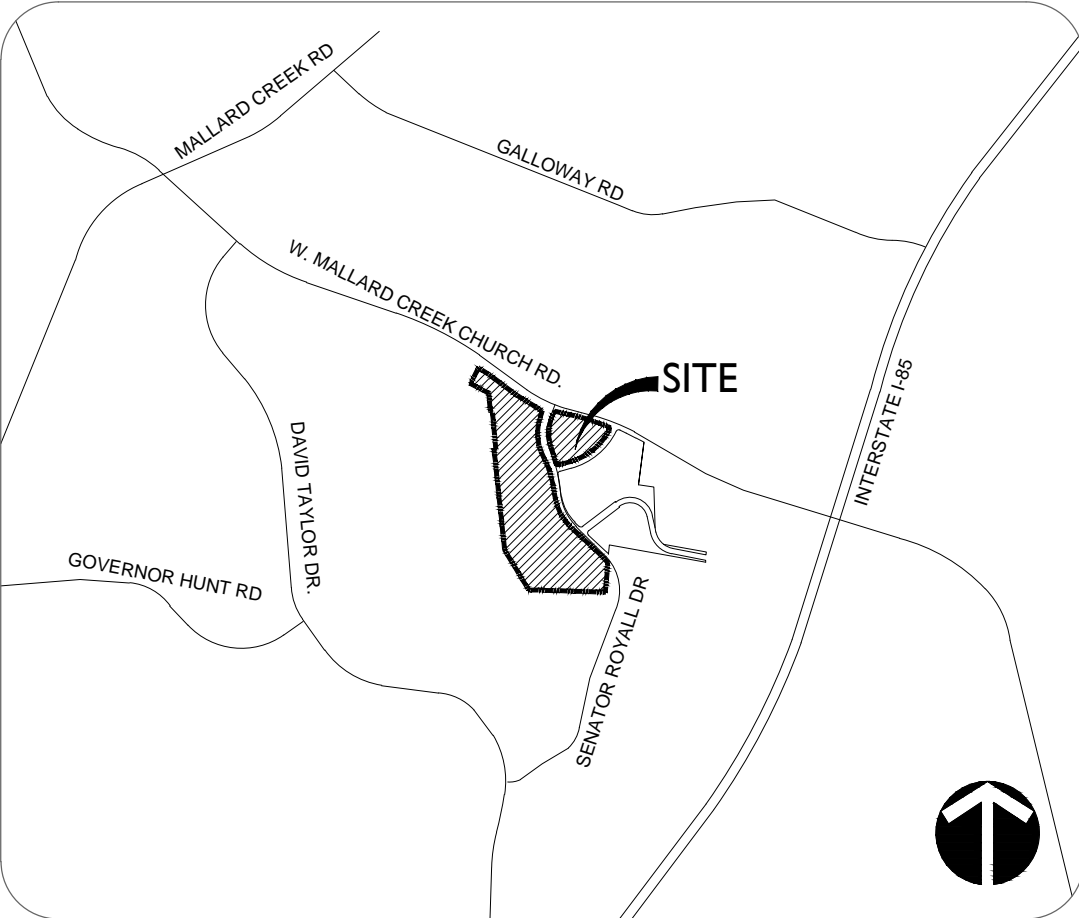 MALLARD CREEK RD
GALLOWAY RD
W. MALLARD CREEK CHURCH RD.
SITE
INTERSTATE I-85
DAVID TAYLOR DR.
GOVERNOR HUNT RD
SENATOR ROYALL DR